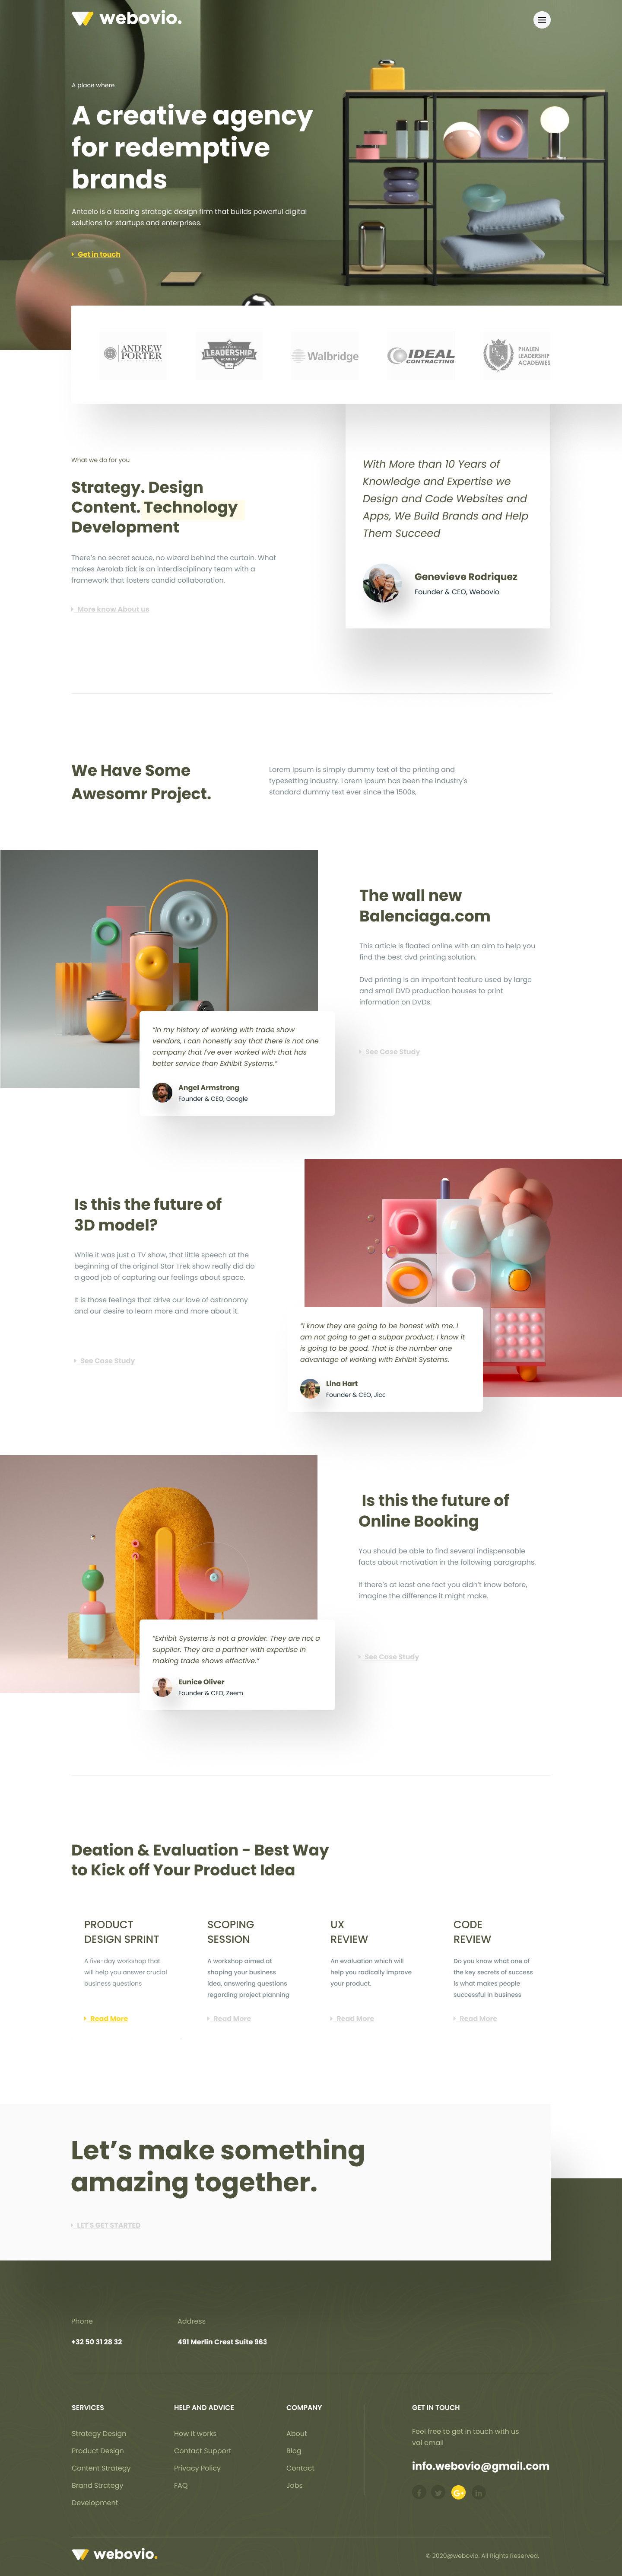 webovio.
A place where
A creative agency
for redemptive
brands
Anteelo is a leading strategic design firm that builds powerful digital
solutions for startups and enterprises.
Get in touch
ANDREW
PORTER
LEADERSHIP
ACADEMY
Walbridge
IDEAL
CONTRACTING
PHALEN
LEADERSHIP
ACADEMIES
What we do for you
Strategy. Design
Content. Technology
Development
There's no secret sauce, no wizard behind the curtain. What
makes Aerolab tick is an interdisciplinary team with a
framework that fosters candid collaboration.
More know About us
With More than 10 Years of
Knowledge and Expertise we
Design and Code Websites and
Apps, We Build Brands and Help
Them Succeed
Genevieve Rodriquez
Founder & CEO, Webovio
We Have Some
Awesomr Project.
Lorem Ipsum is simply dummy text of the printing and
typesetting industry. Lorem Ipsum has been the industry's
standard dummy text ever since the 1500s,
The wall new
Balenciaga.com
This article is floated online with an aim to help you
find the best dvd printing solution.
Dvd printing is an important feature used by large
and small DVD production houses to print
information on DVDs.
See Case Study
"In my history of working with trade show
vendors, I can honestly say that there is not one
company that I've ever worked with that has
better service than Exhibit Systems."
Angel Armstrong
Founder & CEO, Google
Is this the future of
3D model?
While it was just a TV show, that little speech at the
beginning of the original Star Trek show really did do
a good job of capturing our feelings about space.
It is those feelings that drive our love of astronomy
and our desire to learn more and more about it.
See Case Study
"I know they are going to be honest with me. I
am not going to get a subpar product; I know it
is going to be good. That is the number one
advantage of working with Exhibit Systems.
Lina Hart
Founder & CEO, Jicc
Is this the future of
Online Booking
You should be able to find several indispensable
facts about motivation in the following paragraphs.
If there's at least one fact you didn't know before,
imagine the difference it might make.
See Case Study
"Exhibit Systems is not a provider. They are not a
supplier. They are a partner with expertise in
making trade shows effective."
Eunice Oliver
Founder & CEO, Zeem
Deation & Evaluation - Best Way
to Kick off Your Product Idea
PRODUCT
DESIGN SPRINT
A five-day workshop that
will help you answer crucial
business questions
Read More
SCOPING
SESSION
A workshop aimed at
shaping your business
idea, answering questions
regarding project planning
Read More
UX
REVIEW
An evaluation which will
help you radically improve
your product.
Read More
CODE
REVIEW
Do you know what one of
the key secrets of success
is what makes people
successful in business
Read More
Let's make something
amazing together.
LET'S GET STARTED
Phone
+32 50 31 28 32
Address
491 Merlin Crest Suite 963
SERVICES
Strategy Design
Product Design
Content Strategy
Brand Strategy
Development
HELP AND ADVICE
How it works
Contact Support
Privacy Policy
FAQ
COMPANY
About
Blog
Contact
Jobs
GET IN TOUCH
Feel free to get in touch with us
vai email
info.webovio@gmail.com
webovio.
© 2020@webovio. All Rights Reserved.